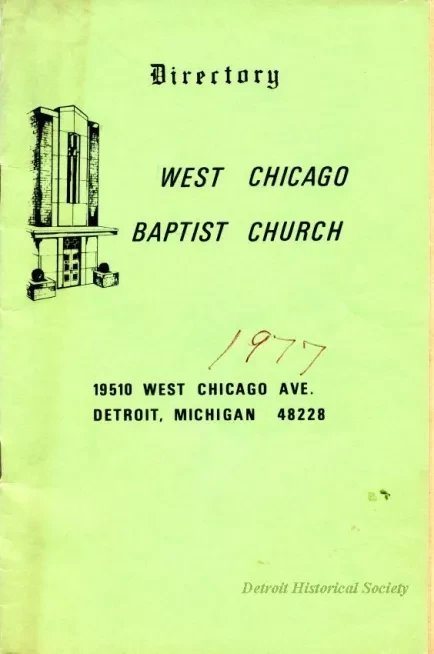 Directory
WEST CHICAGO
BAPTIST CHURCH
1977
19510 WEST CHICAGO AVE.
DETROIT, MICHIGAN 48228
Detroit Historical Society